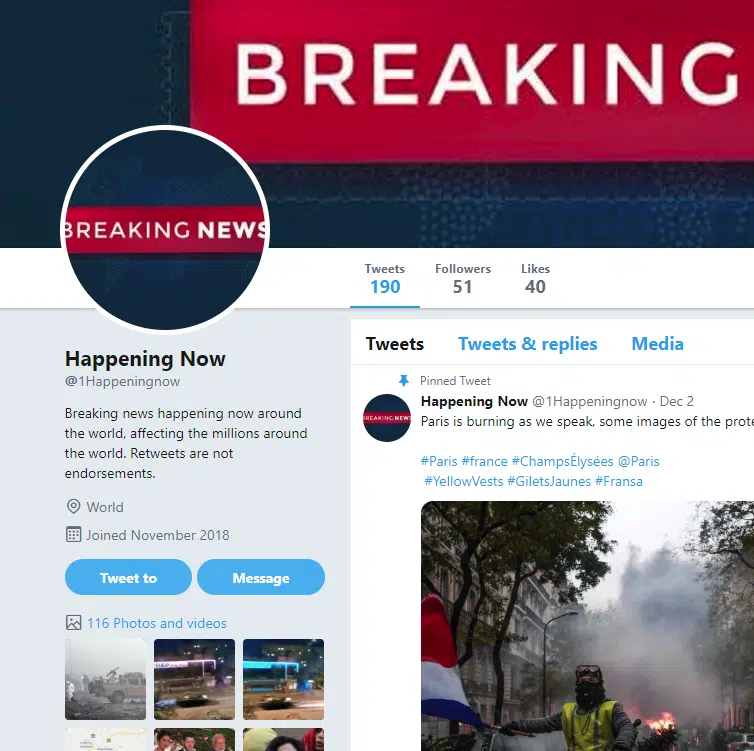 BREAKING
BREAKING NEWS
Tweets Followers Likes
190 51 40
Happening Now
@1Happeningnow
Breaking news happening now around
the world, affecting the millions around
the world. Retweets are not
endorsements.
World
Joined November 2018
Tweet to Message
116 Photos and videos
Tweets Tweets & replies Media
Pinned Tweet
BREAKING NEWS
Happening Now @1Happeningnow · Dec 2
Paris is burning as we speak, some images of the prote
#Paris #france #ChampsÉlysées @Paris
#YellowVests #GiletsJaunes #Fransa